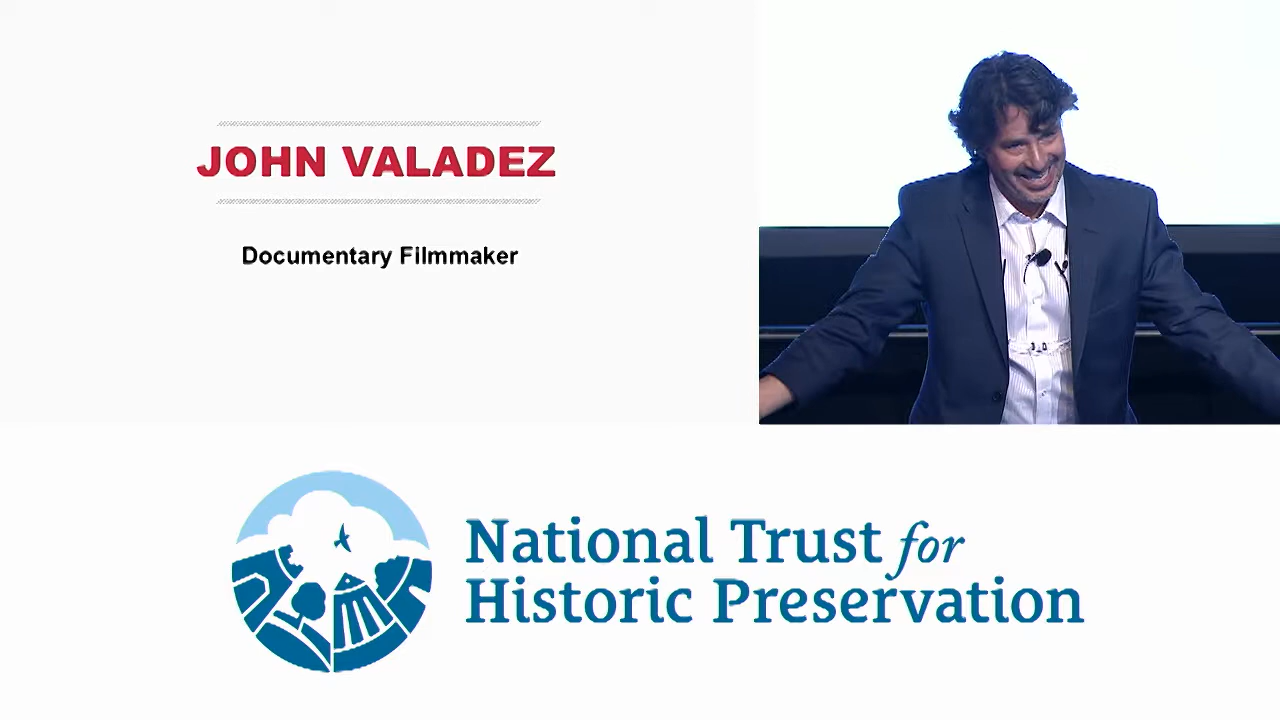 JOHN VALADEZ
Documentary Filmmaker
National Trust for
Historic Preservation